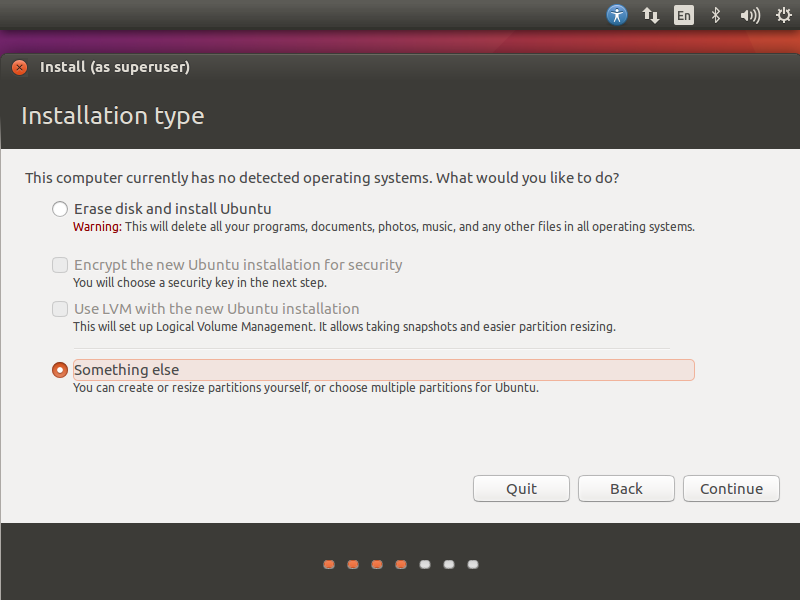 En
Install (as superuser)
Installation type
This computer currently has no detected operating systems. What would you like to do?
Erase disk and install Ubuntu
Warning: This will delete all your programs, documents, photos, music, and any other files in all operating systems.
Encrypt the new Ubuntu installation for security
You will choose a security key in the next step.
Use LVM with the new Ubuntu installation
This will set up Logical Volume Management. It allows taking snapshots and easier partition resizing.
Something else
You can create or resize partitions yourself, or choose multiple partitions for Ubuntu.
Quit Back Continue